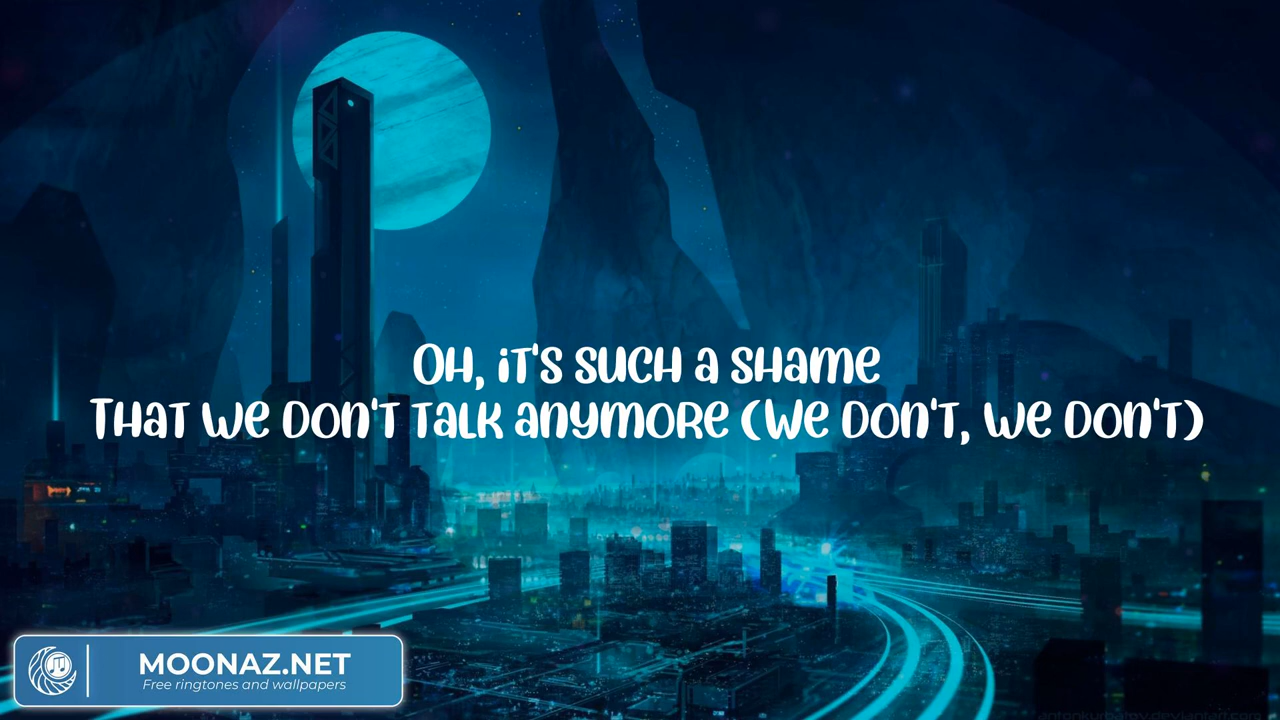 Oh, it's such a shame
That we don't talk anymore (We don't, we don't)
MOONAZ.NET
Free ringtones and wallpapers